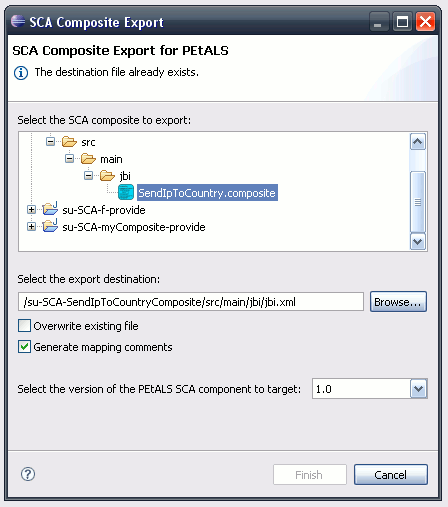 SCA Composite Export
SCA Composite Export for PEtALS
The destination file already exists.
Select the SCA composite to export:
src
main
jbi
SendIpToCountry.composite
su-SCA-f-provide
su-SCA-myComposite-provide
Select the export destination:
/su-SCA-SendIpToCountryComposite/src/main/jbi/jbi.xml
Browse...
Overwrite existing file
Generate mapping comments
Select the version of the PEtALS SCA component to target:
1.0
Finish
Cancel